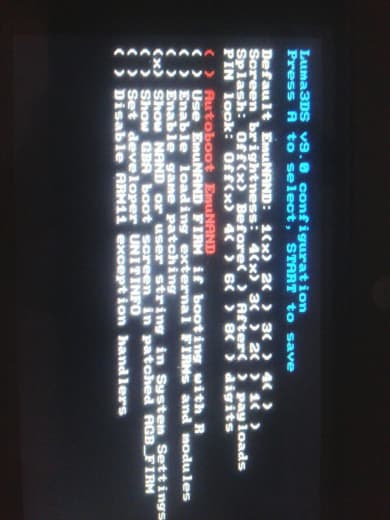 Luma3DS v9.0 configuration
Press A to select, START to save
Default EmuNAND: 1(x) 2( ) 3( ) 4( )
Screen brightness: 4(x) 3( ) 2( ) 1( )
Splash: Off(x) Before( ) After( ) payloads
PIN lock: Off(x) 4( ) 6( ) 8( ) digits
( ) Autoboot EmuNAND
( ) Use EmuNAND FIRM if booting with R
( ) Enable loading external FIRMs and modules
( ) Enable game patching
(x) Show NAND or user string in System Settings
( ) Show GBA boot screen in patched AGB_FIRM
( ) Set developer UNITINFO
( ) Disable ARM11 exception handlers